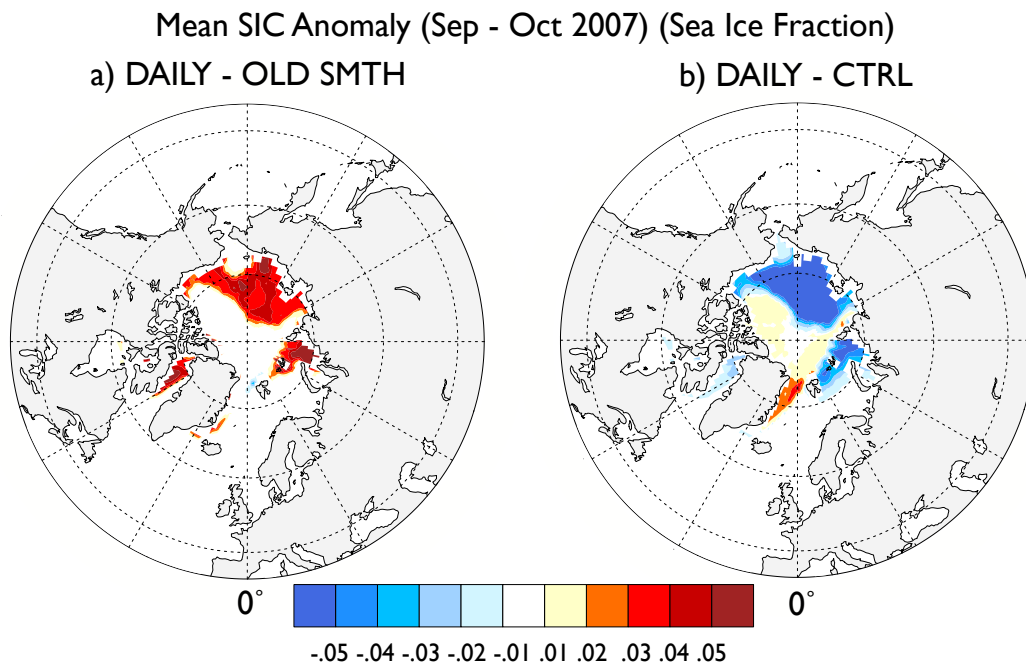 Mean SIC Anomaly (Sep - Oct 2007) (Sea Ice Fraction)
a) DAILY - OLD SMTH
b) DAILY - CTRL
0°
0°
-.05 -.04 -.03 -.02 -.01 .01 .02 .03 .04 .05